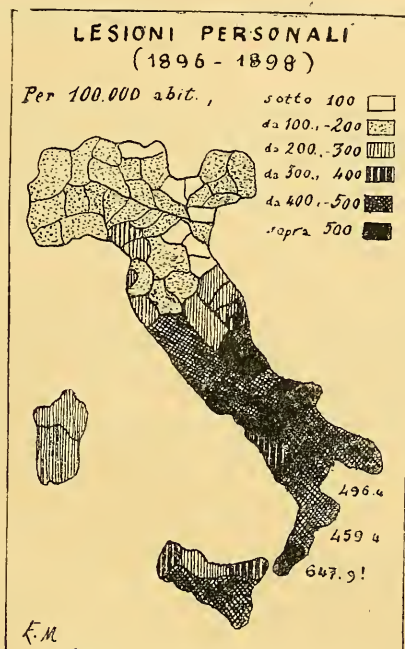 LESIONI PERSONALI
(1896-1898)
Per 100.000 abit.,
sotto 100
da 100.,-200
da 200.,-300
da 300., 400
da 400,-500
sopra 500
496.4
459 4
647.9!
E.M